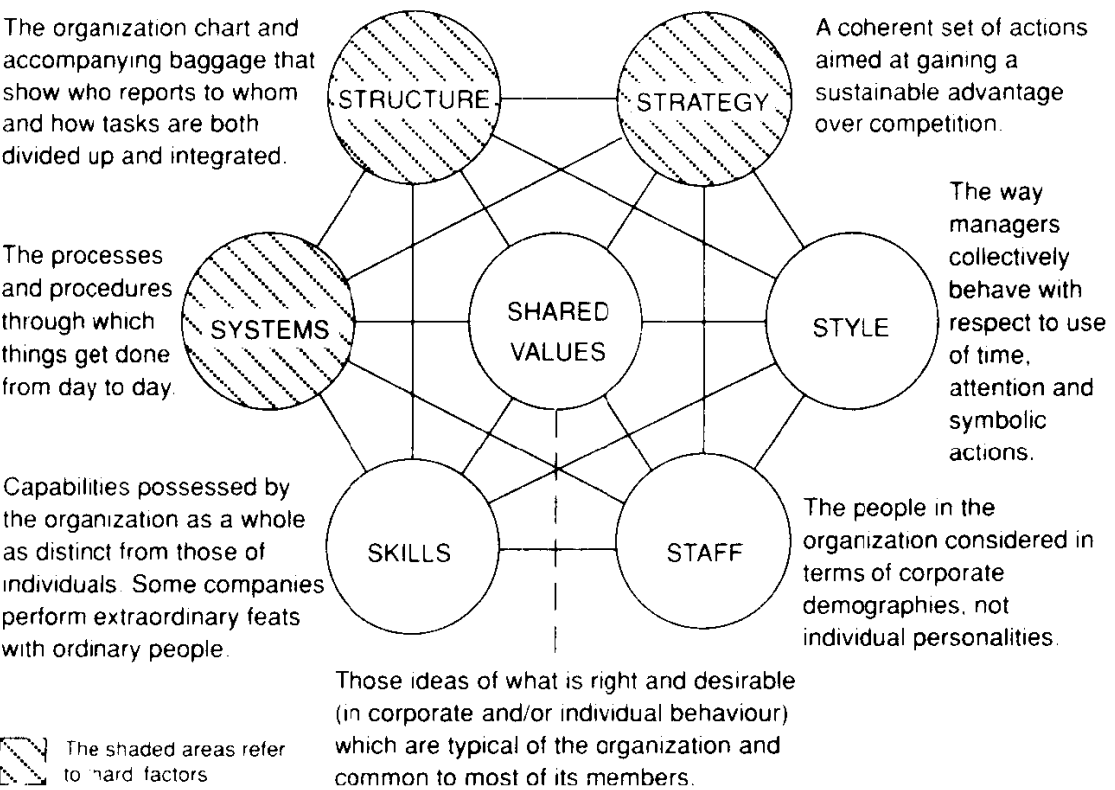 The organization chart and
accompanying baggage that
show who reports to whom
and how tasks are both
divided up and integrated.
STRUCTURE
STRATEGY
A coherent set of actions
aimed at gaining a
sustainable advantage
over competition.
The processes
and procedures
through which
things get done
from day to day.
SYSTEMS
SHARED
VALUES
STYLE
The way
managers
collectively
behave with
respect to use
of time,
attention and
symbolic
actions.
Capabilities possessed by
the organization as a whole
as distinct from those of
individuals. Some companies
perform extraordinary feats
with ordinary people.
SKILLS
STAFF
The people in the
organization considered in
terms of corporate
demographies, not
individual personalities.
Those ideas of what is right and desirable
(in corporate and/or individual behaviour)
which are typical of the organization and
common to most of its members.
The shaded areas refer
to hard factors